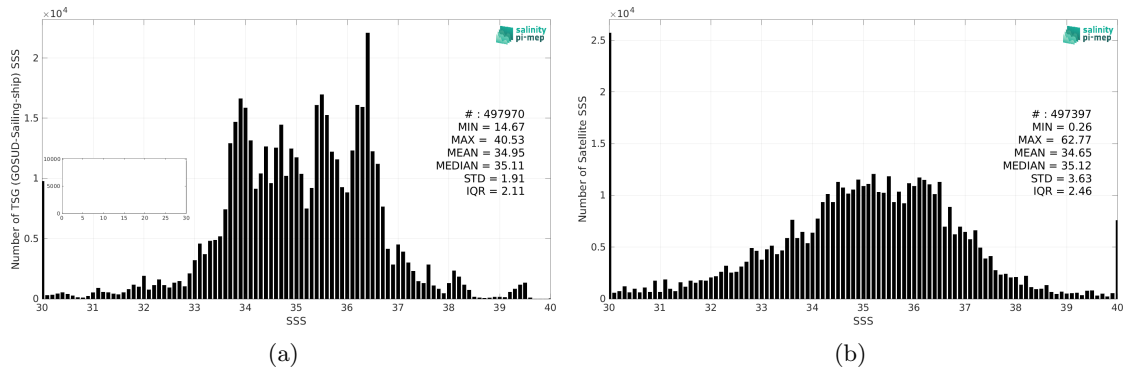 ×10⁴
salinity
pi-mep
Number of TSG (GOSUD-Sailing-ship) SSS
2
1.5
1
0.5
0
# : 497970
MIN = 14.67
MAX = 40.53
MEAN = 34.95
MEDIAN = 35.11
STD = 1.91
IQR = 2.11
10000
5000
0
0 5 10 15 20 25 30
30 31 32 33 34 35 36 37 38 39 40
SSS
(a)
×10⁴
salinity
pi-mep
Number of Satellite SSS
2.5
2
1.5
1
0.5
0
# : 497397
MIN = 0.26
MAX = 62.77
MEAN = 34.65
MEDIAN = 35.12
STD = 3.63
IQR = 2.46
30 31 32 33 34 35 36 37 38 39 40
SSS
(b)